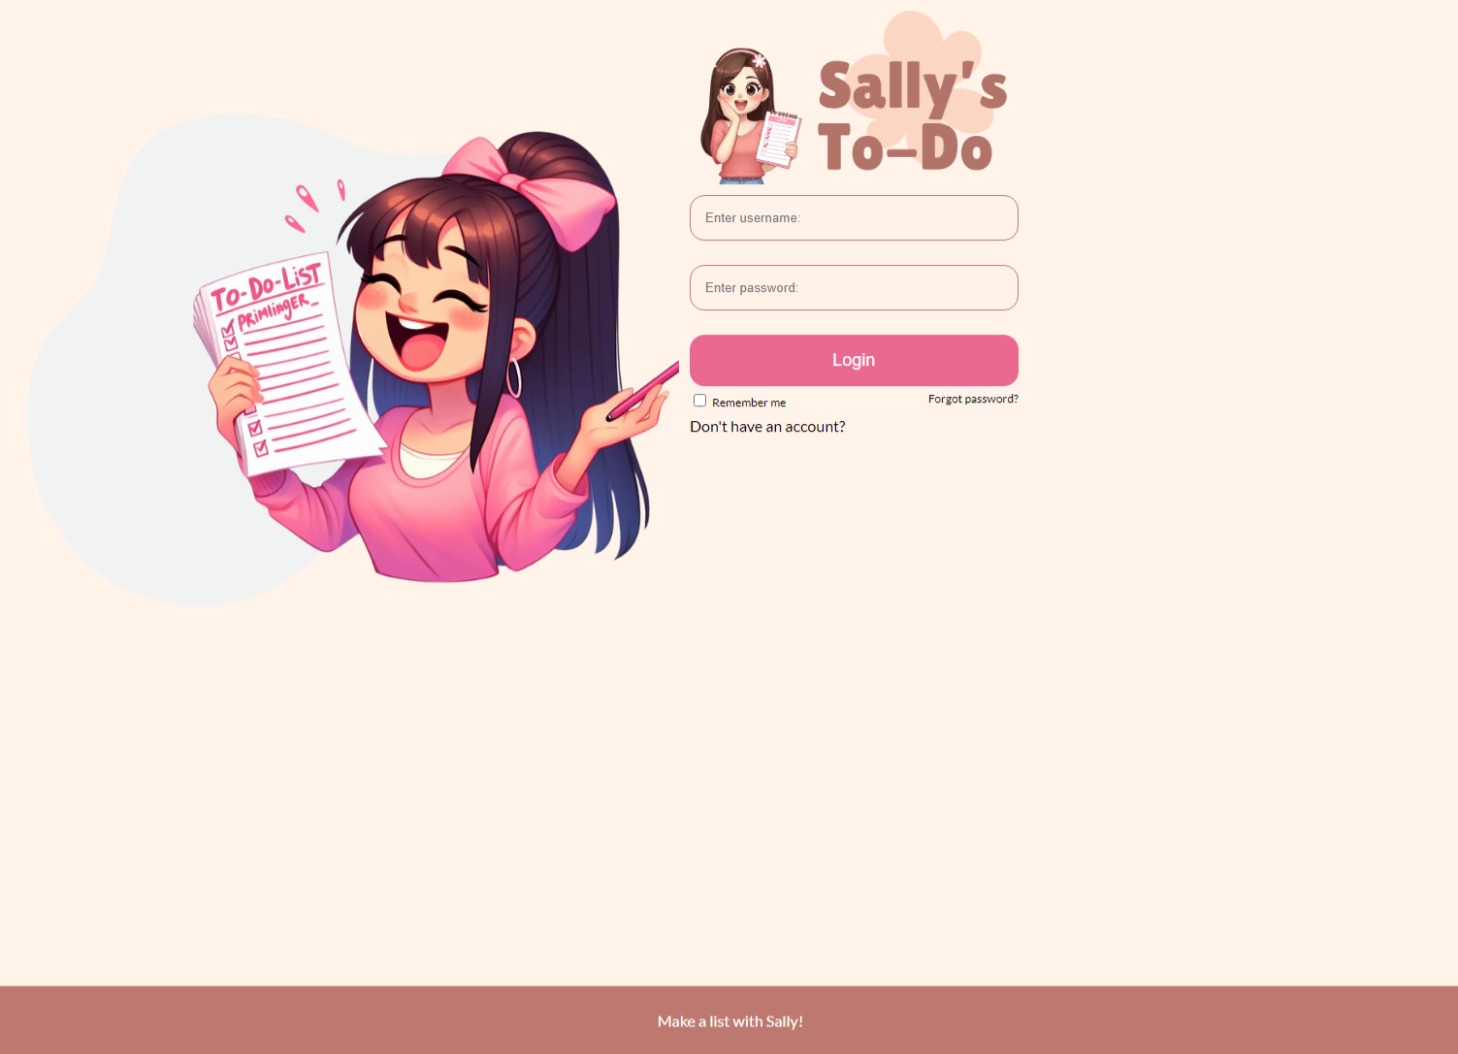 Sally's
To-Do
TO-DO-LiST
PRiMlingER_
Enter username:
Enter password:
Login
Remember me
Forgot password?
Don't have an account?
Make a list with Sally!